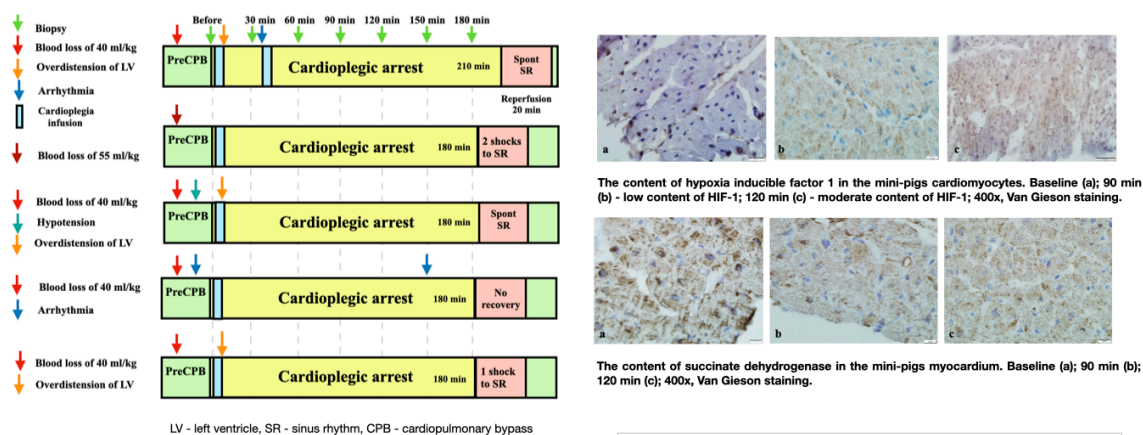 Before 30 min 60 min 90 min 120 min 150 min 180 min
Biopsy
Blood loss of 40 ml/kg
Overdistension of LV
Arrhythmia
Cardioplegia
infusion
PreCPB Cardioplegic arrest 210 min Spont
SR
Reperfusion
20 min
Blood loss of 55 ml/kg
PreCPB Cardioplegic arrest 180 min 2 shocks
to SR
Blood loss of 40 ml/kg
Hypotension
Overdistension of LV
PreCPB Cardioplegic arrest 180 min Spont
SR
Blood loss of 40 ml/kg
Arrhythmia
PreCPB Cardioplegic arrest 180 min No
recovery
Blood loss of 40 ml/kg
Overdistension of LV
PreCPB Cardioplegic arrest 180 min 1 shock
to SR
LV - left ventricle, SR - sinus rhythm, CPB - cardiopulmonary bypass
a b c
The content of hypoxia inducible factor 1 in the mini-pigs cardiomyocytes. Baseline (a); 90 min
(b) - low content of HIF-1; 120 min (c) - moderate content of HIF-1; 400x, Van Gieson staining.
a b c
The content of succinate dehydrogenase in the mini-pigs myocardium. Baseline (a); 90 min (b);
120 min (c); 400x, Van Gieson staining.